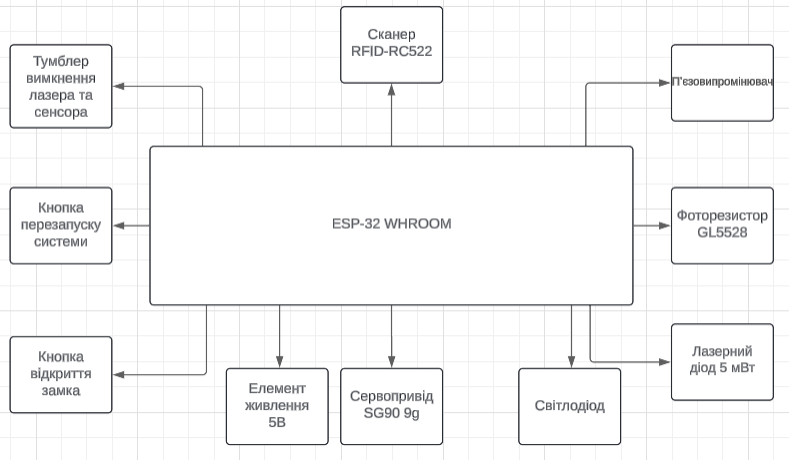 Сканер
RFID-RC522
Тумблер
вимкнення
лазера та
сенсора
П'єзовипромінювач
Кнопка
перезапуску
системи
ESP-32 WHROOM
Фоторезистор
GL5528
Кнопка
відкриття
замка
Елемент
живлення
5В
Сервопривід
SG90 9g
Світлодіод
Лазерний
діод 5 мВт